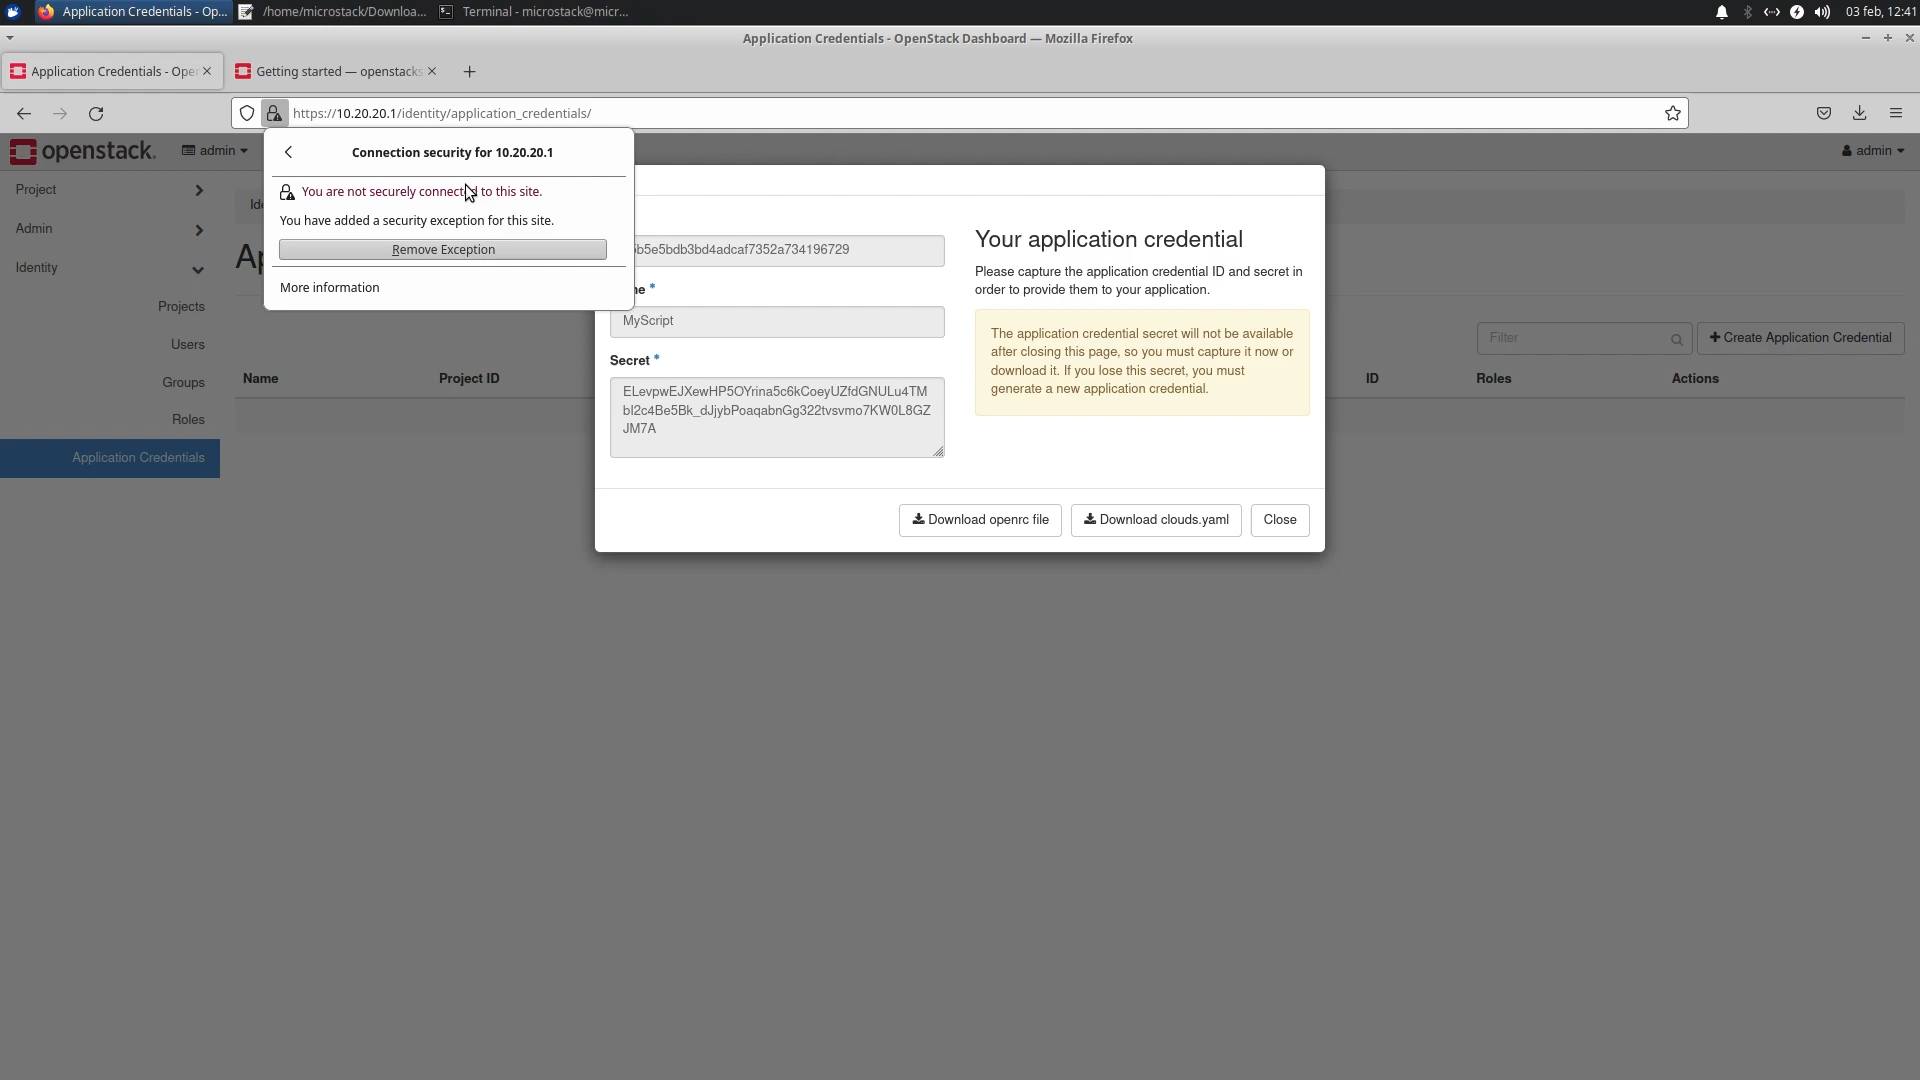 Application Credentials - Op...
/home/microstack/Downloa...
Terminal - microstack@micr...
03 feb, 12:41
Application Credentials - OpenStack Dashboard — Mozilla Firefox
Application Credentials - Oper
Getting started — openstacks
https://10.20.20.1/identity/application_credentials/
openstack.
admin
admin
Connection security for 10.20.20.1
You are not securely connected to this site.
You have added a security exception for this site.
Remove Exception
More information
Project
Admin
Identity
Projects
Users
Groups
Roles
Application Credentials
Filter
Create Application Credential
Name
Project ID
ID
Roles
Actions
b5e5bdb3bd4adcaf7352a734196729
me *
MyScript
Secret *
ELevpwEJXewHP5OYrina5c6kCoeyUZfdGNULu4TM
bI2c4Be5Bk_dJjybPoaqabnGg322tvsvmo7KW0L8GZ
JM7A
Your application credential
Please capture the application credential ID and secret in
order to provide them to your application.
The application credential secret will not be available
after closing this page, so you must capture it now or
download it. If you lose this secret, you must
generate a new application credential.
Download openrc file
Download clouds.yaml
Close